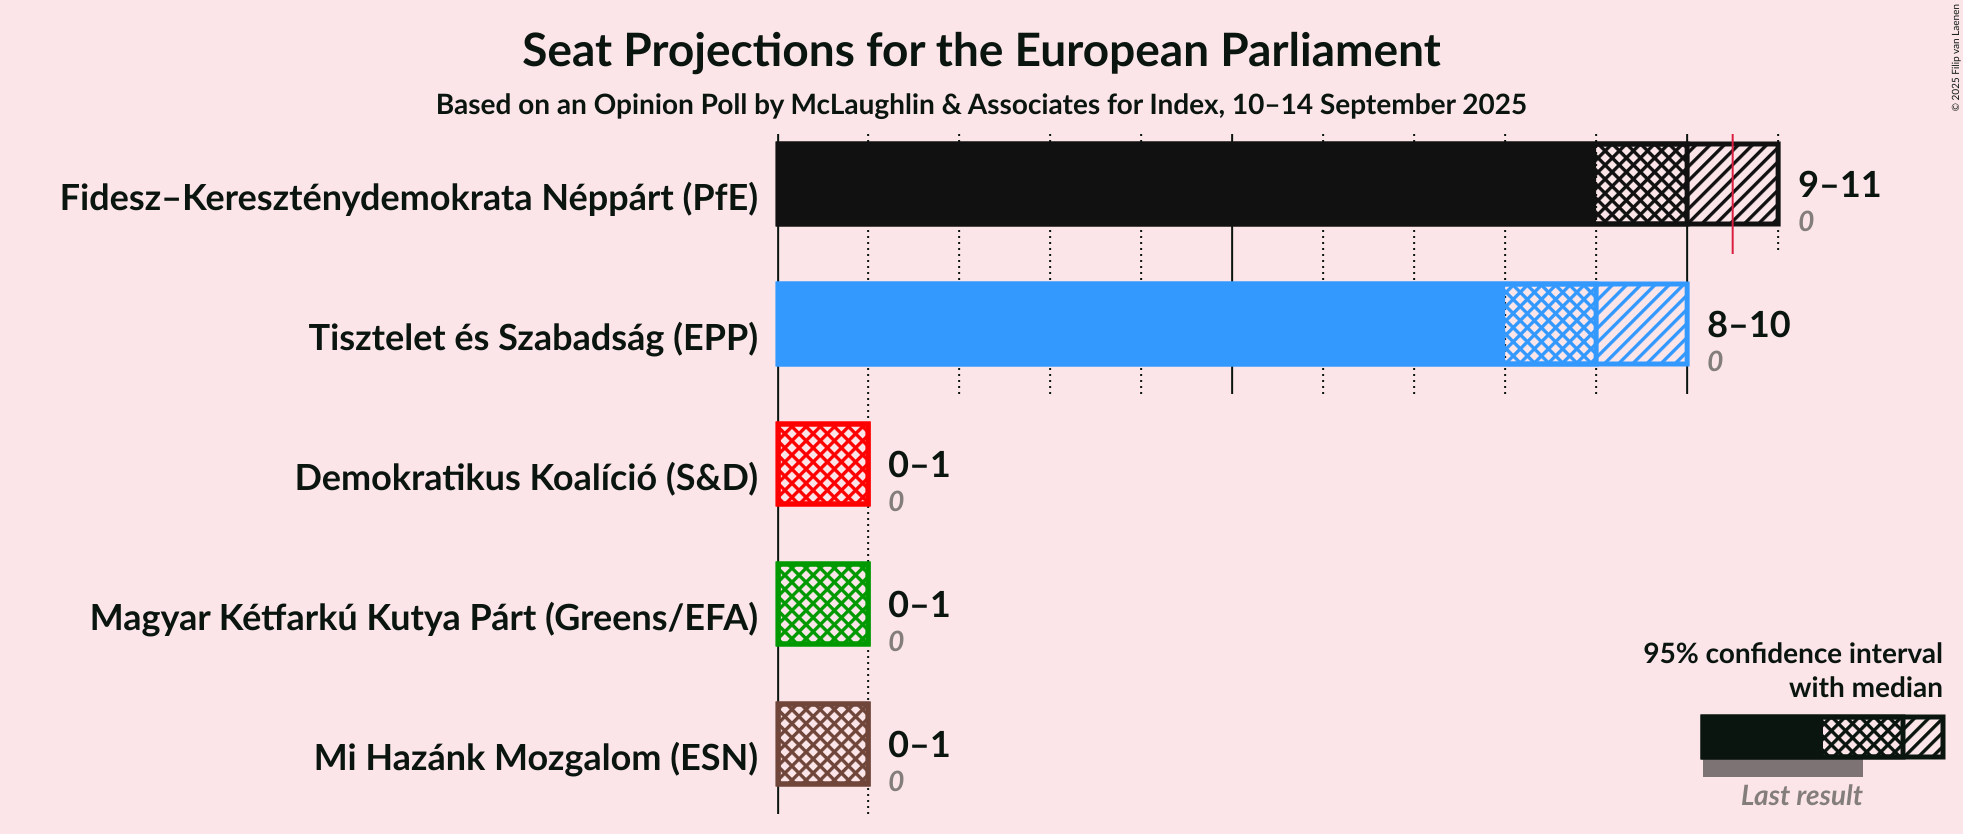 Seat Projections for the European Parliament
Based on an Opinion Poll by McLaughlin & Associates for Index, 10–14 September 2025
Fidesz–Kereszténydemokrata Néppárt (PfE)
9–11
0
Tisztelet és Szabadság (EPP)
8–10
0
Demokratikus Koalíció (S&D)
0–1
0
Magyar Kétfarkú Kutya Párt (Greens/EFA)
0–1
0
Mi Hazánk Mozgalom (ESN)
0–1
0
95% confidence interval
with median
Last result
© 2025 Filip van Laenen